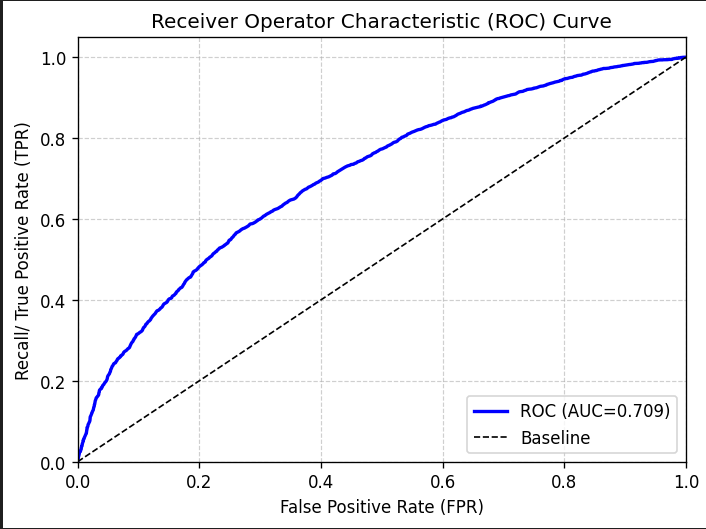 Receiver Operator Characteristic (ROC) Curve
Recall/ True Positive Rate (TPR)
1.0
0.8
0.6
0.4
0.2
0.0
ROC (AUC=0.709)
Baseline
0.0 0.2 0.4 0.6 0.8 1.0
False Positive Rate (FPR)